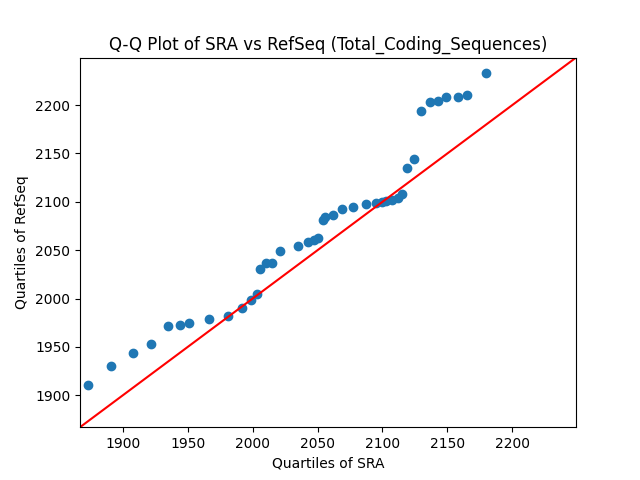 Q-Q Plot of SRA vs RefSeq (Total_Coding_Sequences)
Quartiles of RefSeq
2200
2150
2100
2050
2000
1950
1900
1900 1950 2000 2050 2100 2150 2200
Quartiles of SRA